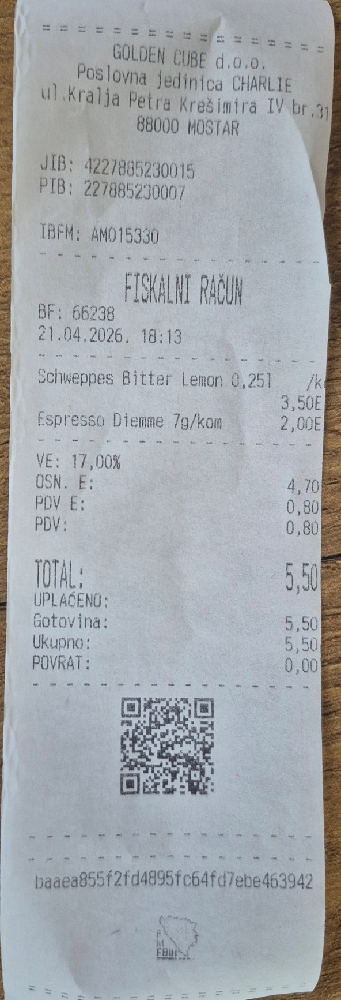 = = = = = = = = = = = = = = = =
GOLDEN CUBE d.o.o.
Poslovna jedinica CHARLIE
ul.Kralja Petra Krešimira IV br.31
88000 MOSTAR
JIB: 4227885230015
PIB: 227885230007
IBFM: AM015330
- - - - - - - - - - - - - - - -
FISKALNI RAČUN
BF: 66238
21.04.2026. 18:13
- - - - - - - - - - - - - - - -
Schweppes Bitter Lemon 0,25l /k
3,50E
Espresso Diemme 7g/kom 2,00E
- - - - - - - - - - - - - - - -
VE: 17,00%
OSN. E: 4,70
PDV E: 0,80
PDV: 0,80
TOTAL: 5,50
UPLAĆENO:
Gotovina: 5,50
Ukupno: 5,50
POVRAT: 0,00
- - - - - - - - - - - - - - - -
- - - - - - - - - - - - - - - -
- - - - - - - - - - - - - - - -
baaea855f2fd4895fc64fd7ebe463942
F
M
FBiH
= = = = = = = = = = = = = = = =